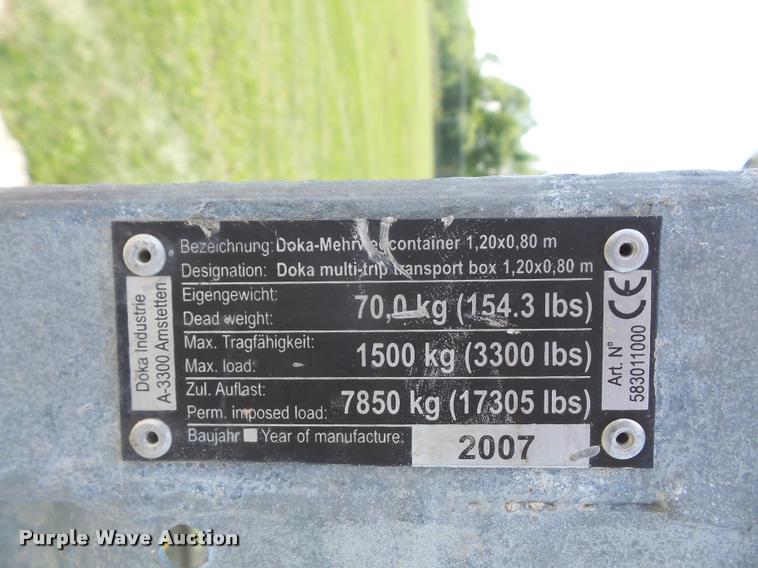 Bezeichnung: Doka-Mehrwegcontainer 1,20x0,80 m
Designation: Doka multi-trip transport box 1,20x0,80 m
Eigengewicht:
Dead weight:
70,0 kg (154.3 lbs)
Max. Tragfähigkeit:
Max. load:
1500 kg (3300 lbs)
Zul. Auflast:
Perm. imposed load:
7850 kg (17305 lbs)
Baujahr Year of manufacture:
2007
Doka Industrie
A-3300 Amstetten
Art. N°
583011000
CE
Purple Wave Auction